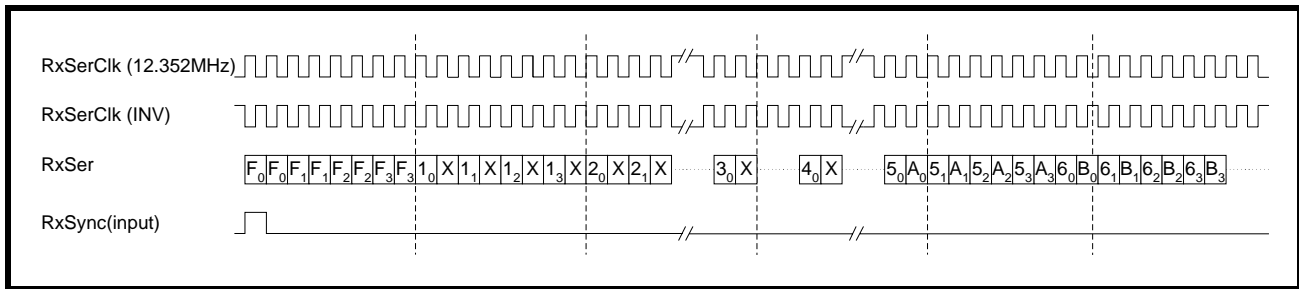 RxSerClk (12.352MHz)
RxSerClk (INV)
RxSer F₀ F₀ F₁ F₁ F₂ F₂ F₃ F₃ 1₀ X 1₁ X 1₂ X 1₃ X 2₀ X 2₁ X 3₀ X 4₀ X 5₀ A₀ 5₁ A₁ 5₂ A₂ 5₃ A₃ 6₀ B₀ 6₁ B₁ 6₂ B₂ 6₃ B₃
RxSync(input)